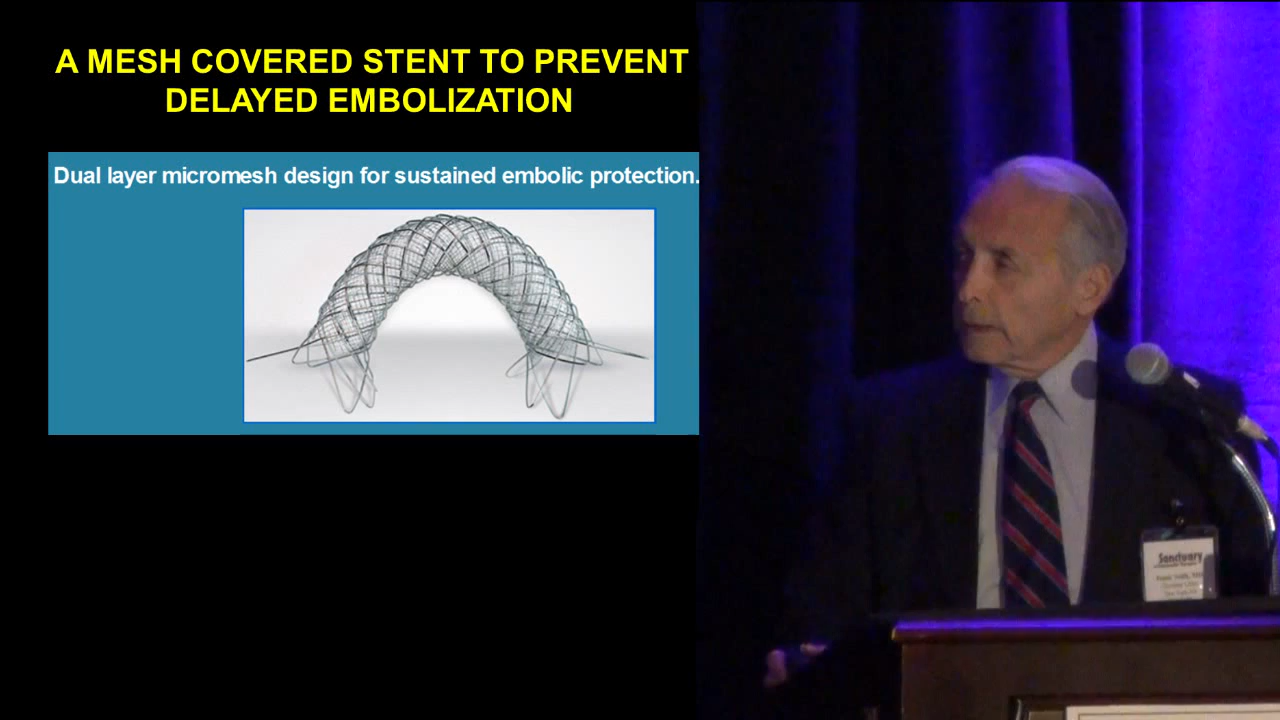 A MESH COVERED STENT TO PREVENT
DELAYED EMBOLIZATION
Dual layer micromesh design for sustained embolic protection.
Sanctuary